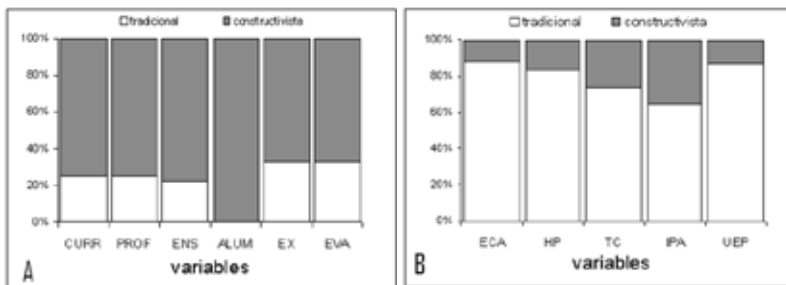 tradicional constructivista
100%
80%
60%
40%
20%
0%
CURR PROF ENS ALUM EX EVA
variables
A
tradicional constructivista
100%
80%
60%
40%
20%
0%
ECA HP TC IPA UEP
variables
B